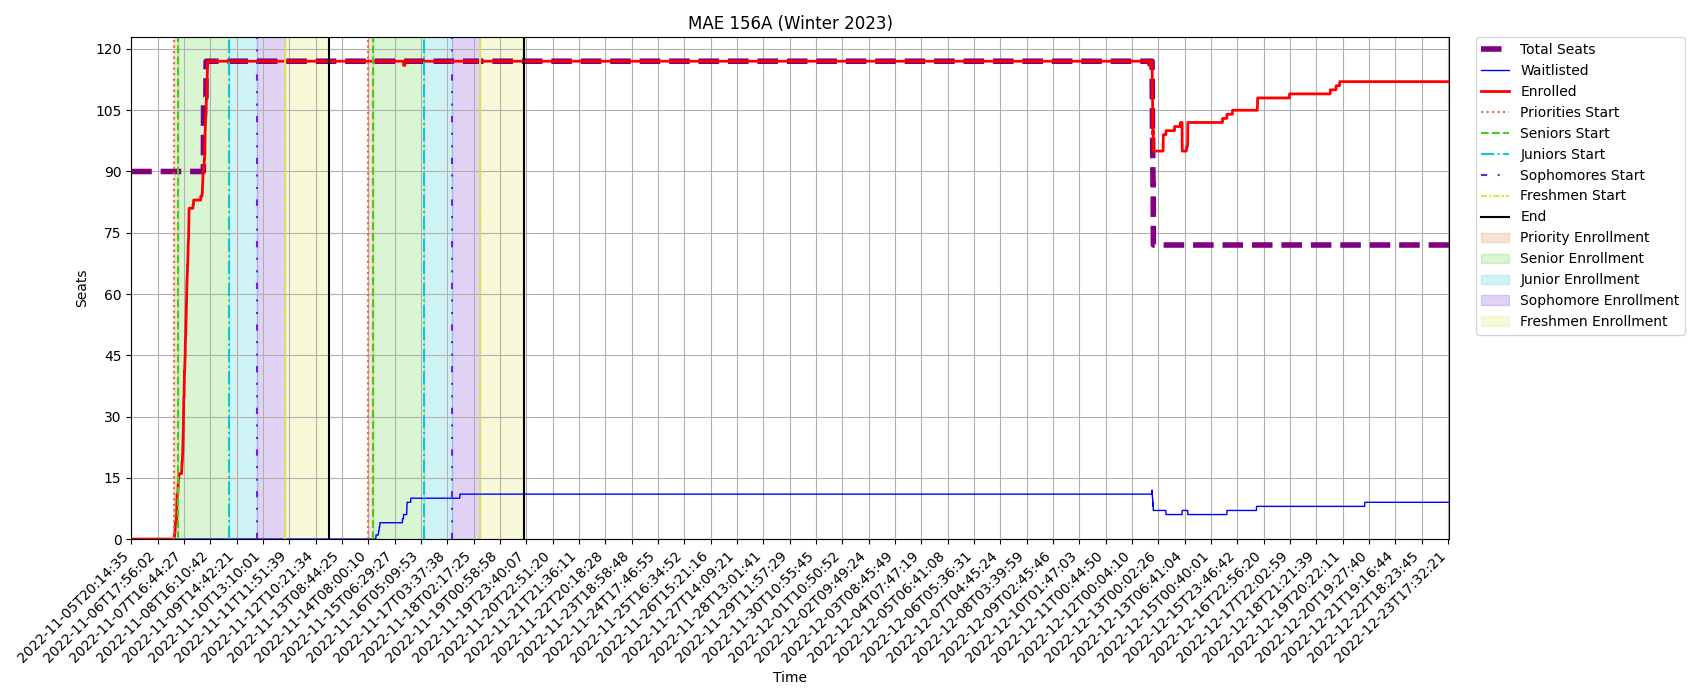 MAE 156A (Winter 2023)
120
105
90
75
60
45
30
15
0
Seats
2022-11-05T20:14:35
2022-11-06T17:56:02
2022-11-07T16:44:27
2022-11-08T16:10:42
2022-11-09T14:42:21
2022-11-10T13:10:01
2022-11-11T11:51:39
2022-11-12T10:21:34
2022-11-13T08:44:25
2022-11-14T08:00:10
2022-11-15T06:29:27
2022-11-16T05:09:53
2022-11-17T03:37:38
2022-11-18T02:17:25
2022-11-19T00:58:58
2022-11-19T23:40:07
2022-11-20T22:51:20
2022-11-21T21:36:11
2022-11-22T20:18:28
2022-11-23T18:58:48
2022-11-24T17:46:55
2022-11-25T16:34:52
2022-11-26T15:21:16
2022-11-27T14:09:21
2022-11-28T13:01:41
2022-11-29T11:57:29
2022-11-30T10:55:45
2022-12-01T10:50:52
2022-12-02T09:49:24
2022-12-03T08:45:49
2022-12-04T07:47:19
2022-12-05T06:41:08
2022-12-06T05:36:31
2022-12-07T04:45:24
2022-12-08T03:39:59
2022-12-09T02:45:46
2022-12-10T01:47:03
2022-12-11T00:44:50
2022-12-12T00:04:10
2022-12-13T00:02:26
2022-12-13T06:41:04
2022-12-15T00:40:01
2022-12-15T23:46:42
2022-12-16T22:56:20
2022-12-17T22:02:59
2022-12-18T21:21:39
2022-12-19T20:22:11
2022-12-20T19:27:40
2022-12-21T19:16:44
2022-12-22T18:23:45
2022-12-23T17:32:21
Time
Total Seats
Waitlisted
Enrolled
Priorities Start
Seniors Start
Juniors Start
Sophomores Start
Freshmen Start
End
Priority Enrollment
Senior Enrollment
Junior Enrollment
Sophomore Enrollment
Freshmen Enrollment